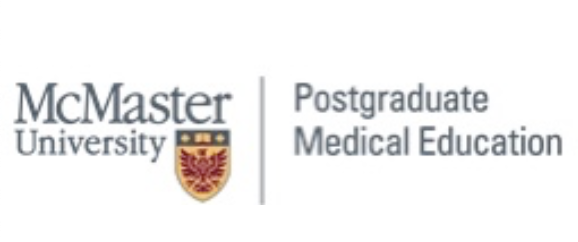 McMaster
University
Postgraduate
Medical Education